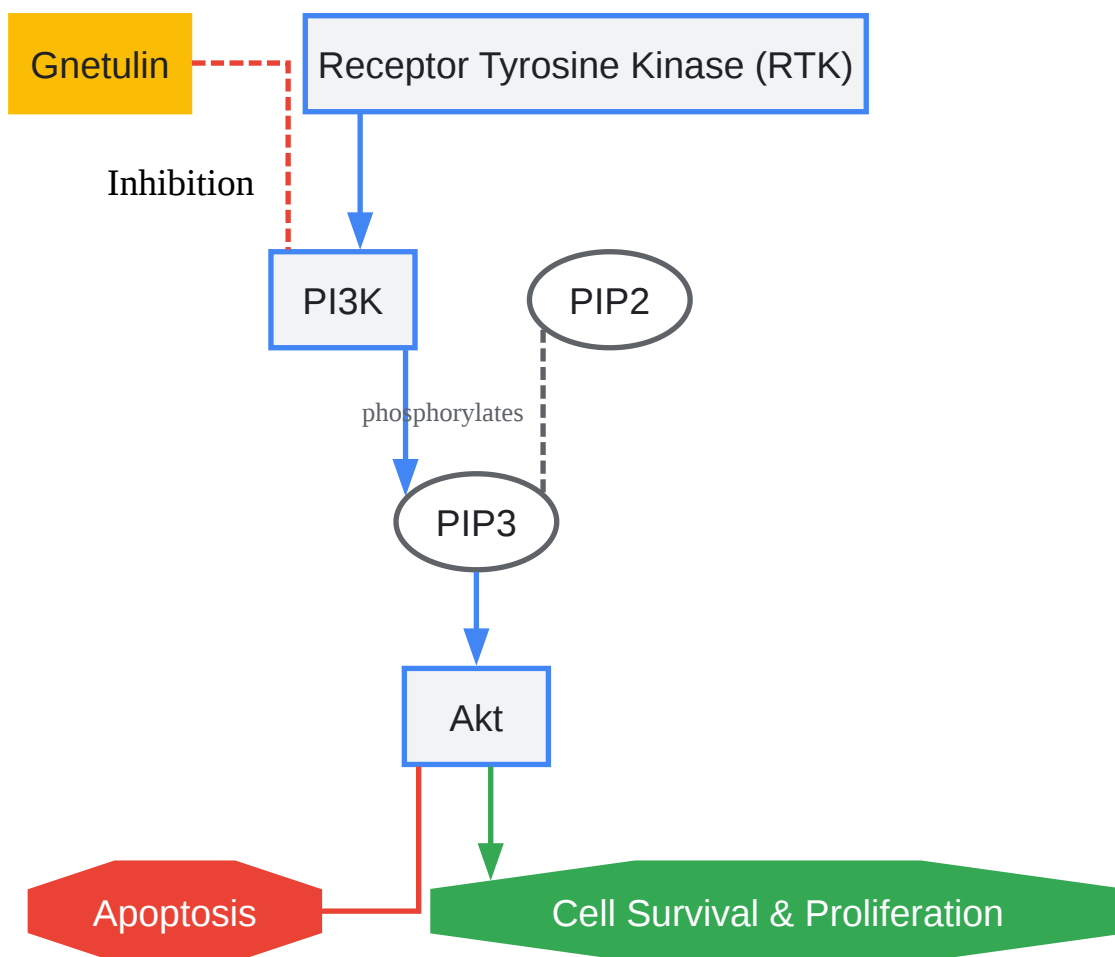 Gnetulin
Receptor Tyrosine Kinase (RTK)
Inhibition
PI3K
PIP2
phosphorylates
PIP3
Akt
Apoptosis
Cell Survival & Proliferation